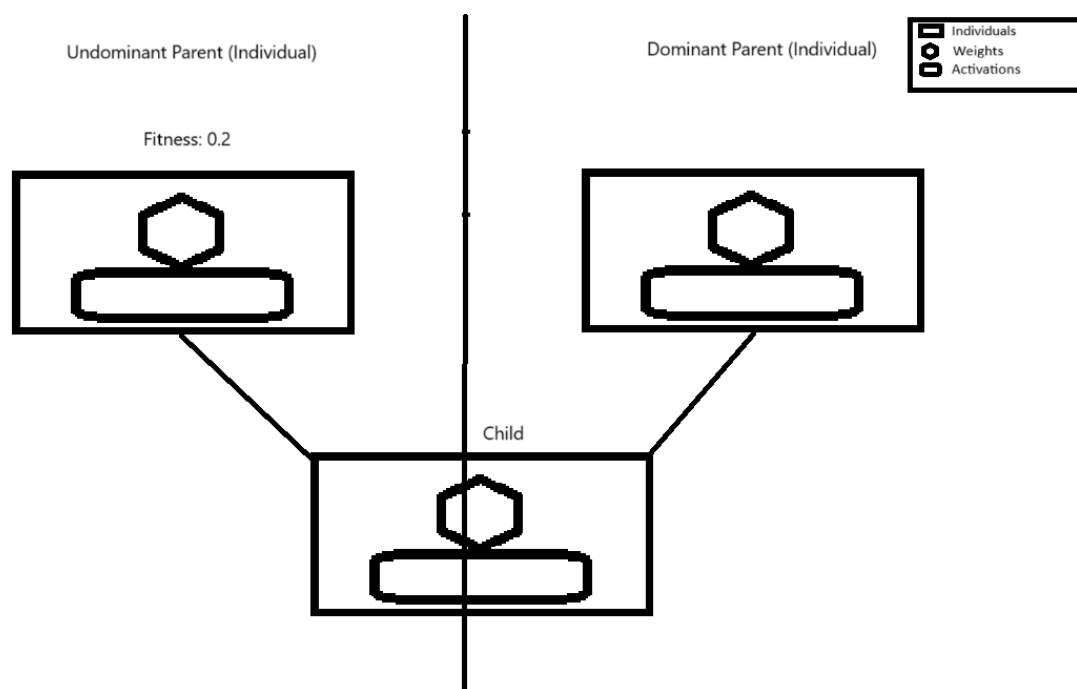 Undominant Parent (Individual)
Dominant Parent (Individual)
Individuals
Weights
Activations
Fitness: 0.2
Child